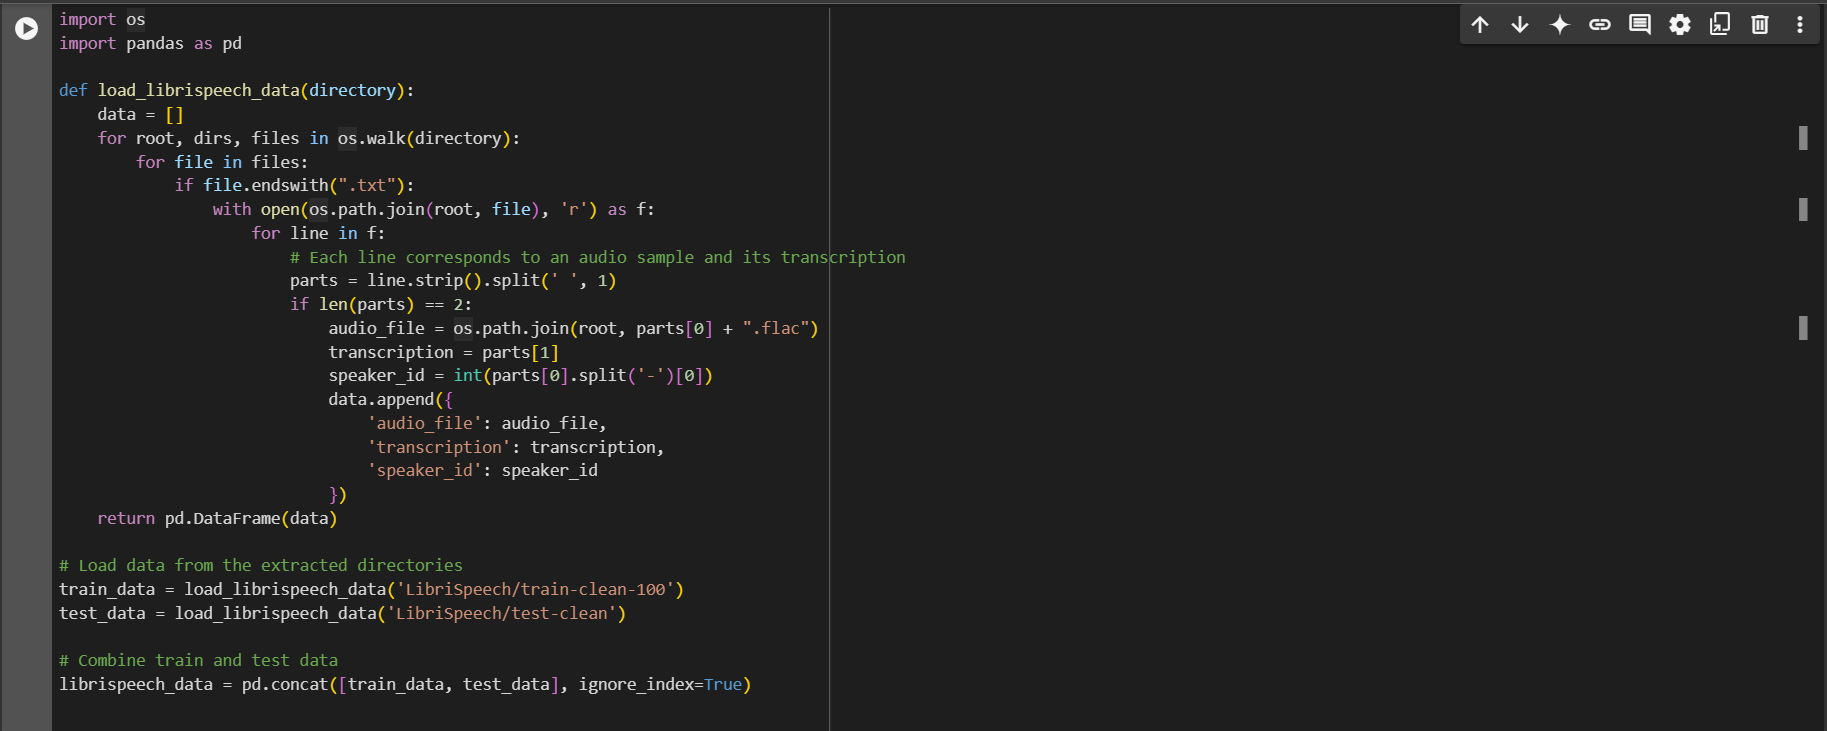 import os
import pandas as pd

def load_librispeech_data(directory):
    data = []
    for root, dirs, files in os.walk(directory):
        for file in files:
            if file.endswith(".txt"):
                with open(os.path.join(root, file), 'r') as f:
                    for line in f:
                        # Each line corresponds to an audio sample and its transcription
                        parts = line.strip().split(' ', 1)
                        if len(parts) == 2:
                            audio_file = os.path.join(root, parts[0] + ".flac")
                            transcription = parts[1]
                            speaker_id = int(parts[0].split('-')[0])
                            data.append({
                                'audio_file': audio_file,
                                'transcription': transcription,
                                'speaker_id': speaker_id
                            })
    return pd.DataFrame(data)

# Load data from the extracted directories
train_data = load_librispeech_data('LibriSpeech/train-clean-100')
test_data = load_librispeech_data('LibriSpeech/test-clean')

# Combine train and test data
librispeech_data = pd.concat([train_data, test_data], ignore_index=True)